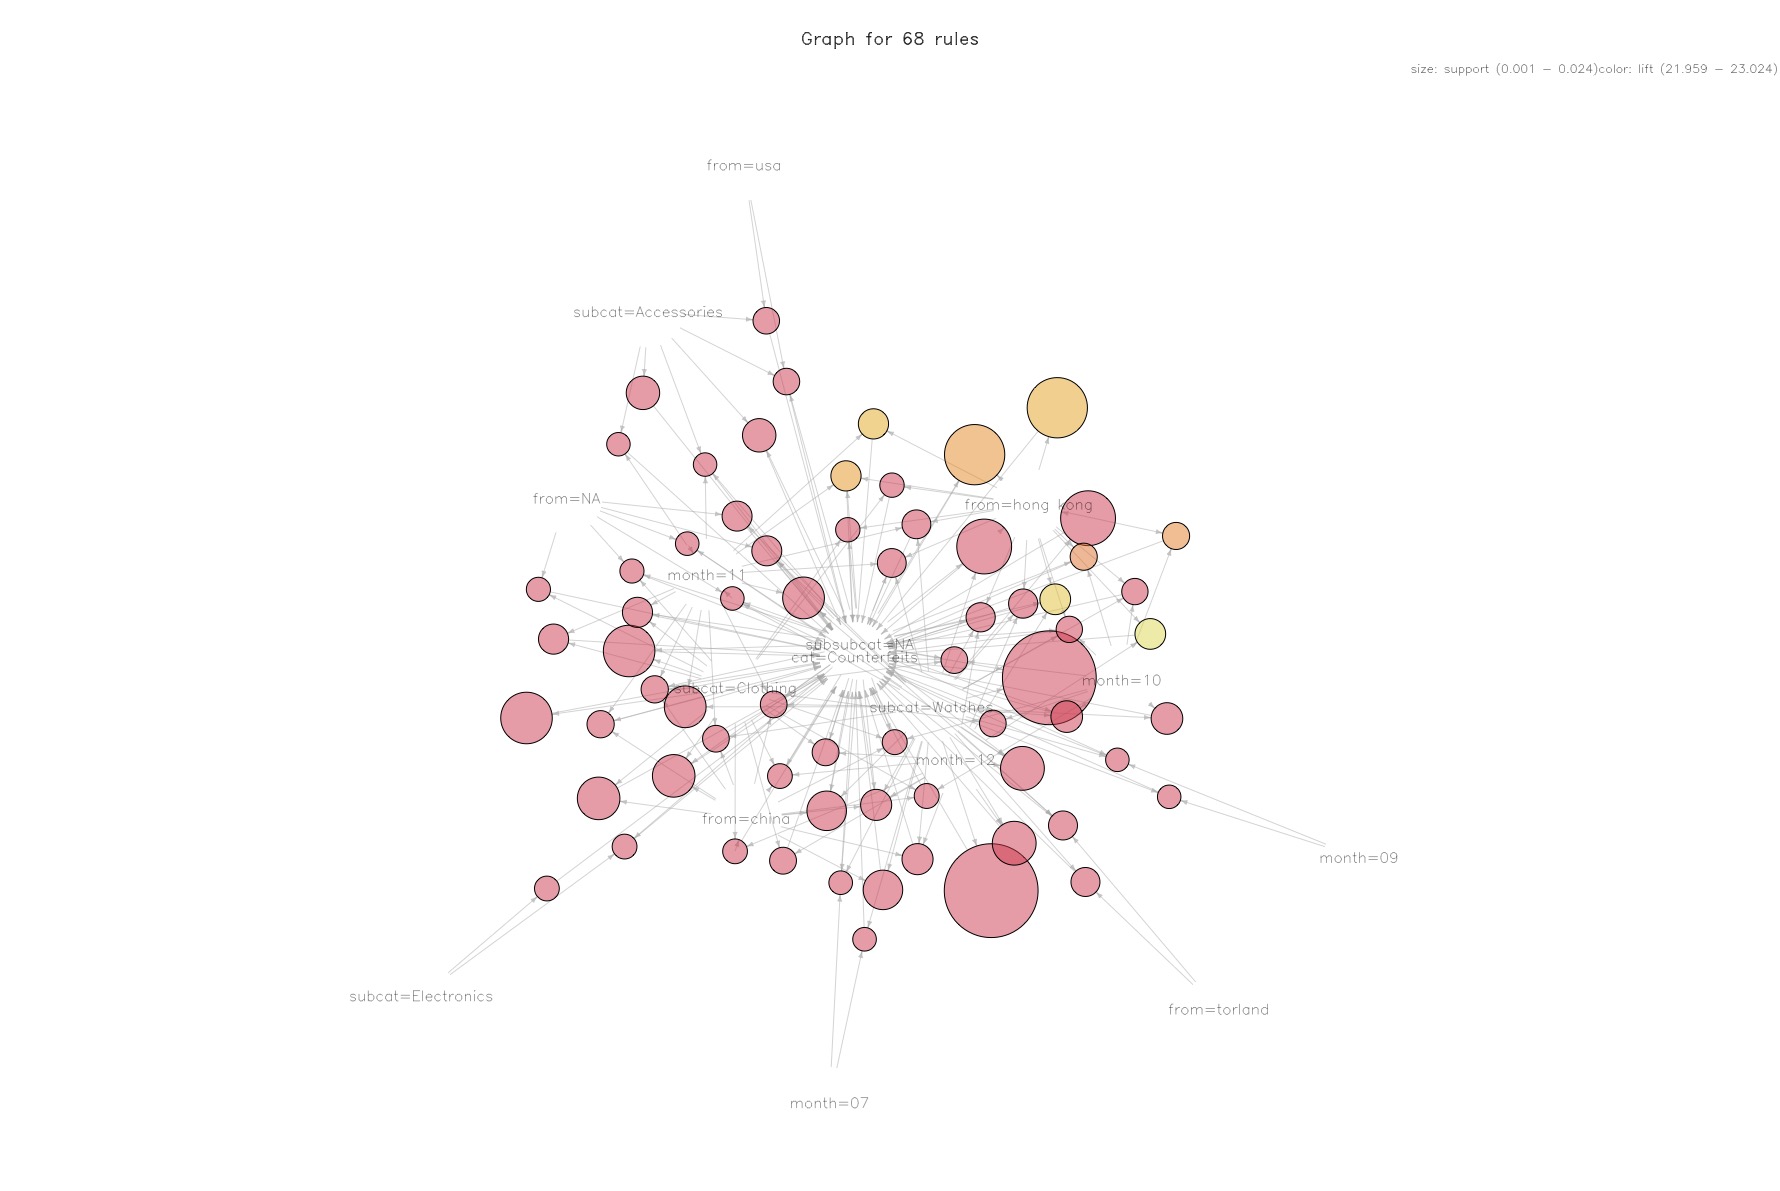 Graph for 68 rules
size: support (0.001 − 0.024)color: lift (21.959 − 23.024)
from=usa
subcat=Accessories
from=NA
from=hong kong
month=11
subsubcat=NA
cat=Counterfeits
month=10
subcat=Clothing
subcat=Watches
month=12
from=china
month=09
subcat=Electronics
from=torland
month=07